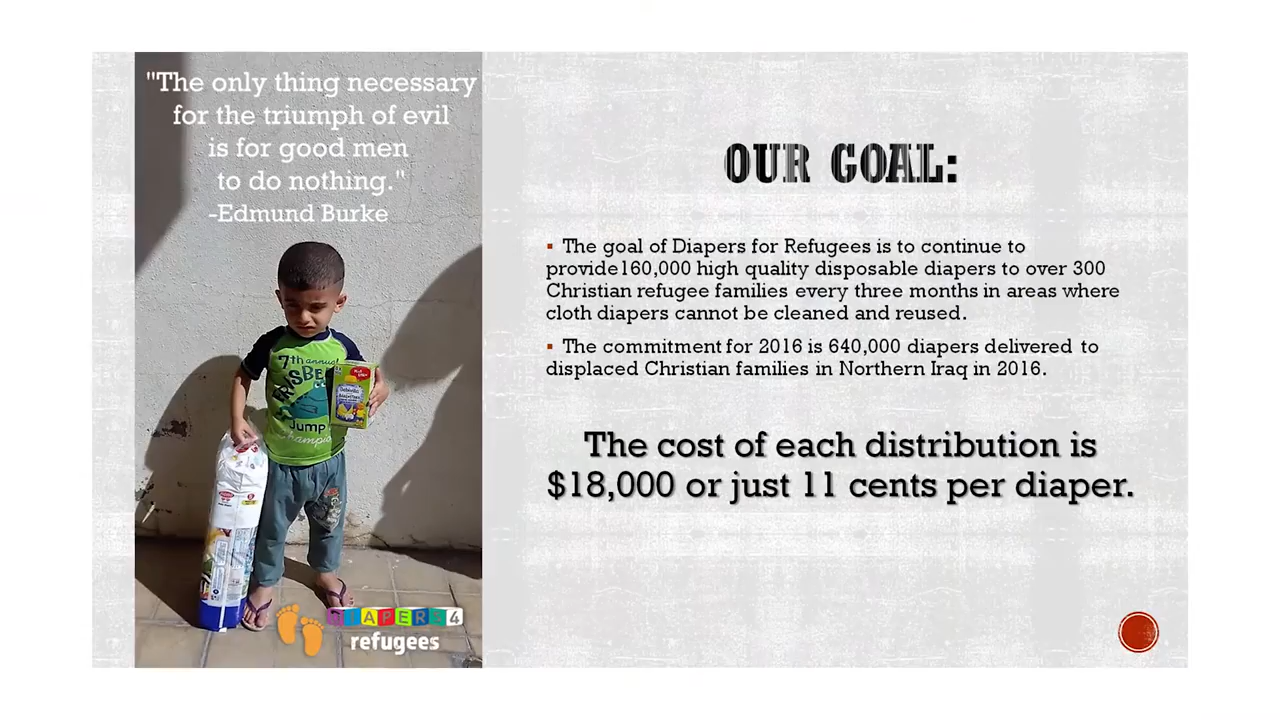 "The only thing necessary
for the triumph of evil
is for good men
to do nothing."
-Edmund Burke
7th annual
Jump
Champio
DIAPERS4
refugees
OUR GOAL:
▪ The goal of Diapers for Refugees is to continue to
provide160,000 high quality disposable diapers to over 300
Christian refugee families every three months in areas where
cloth diapers cannot be cleaned and reused.
▪ The commitment for 2016 is 640,000 diapers delivered to
displaced Christian families in Northern Iraq in 2016.
The cost of each distribution is
$18,000 or just 11 cents per diaper.